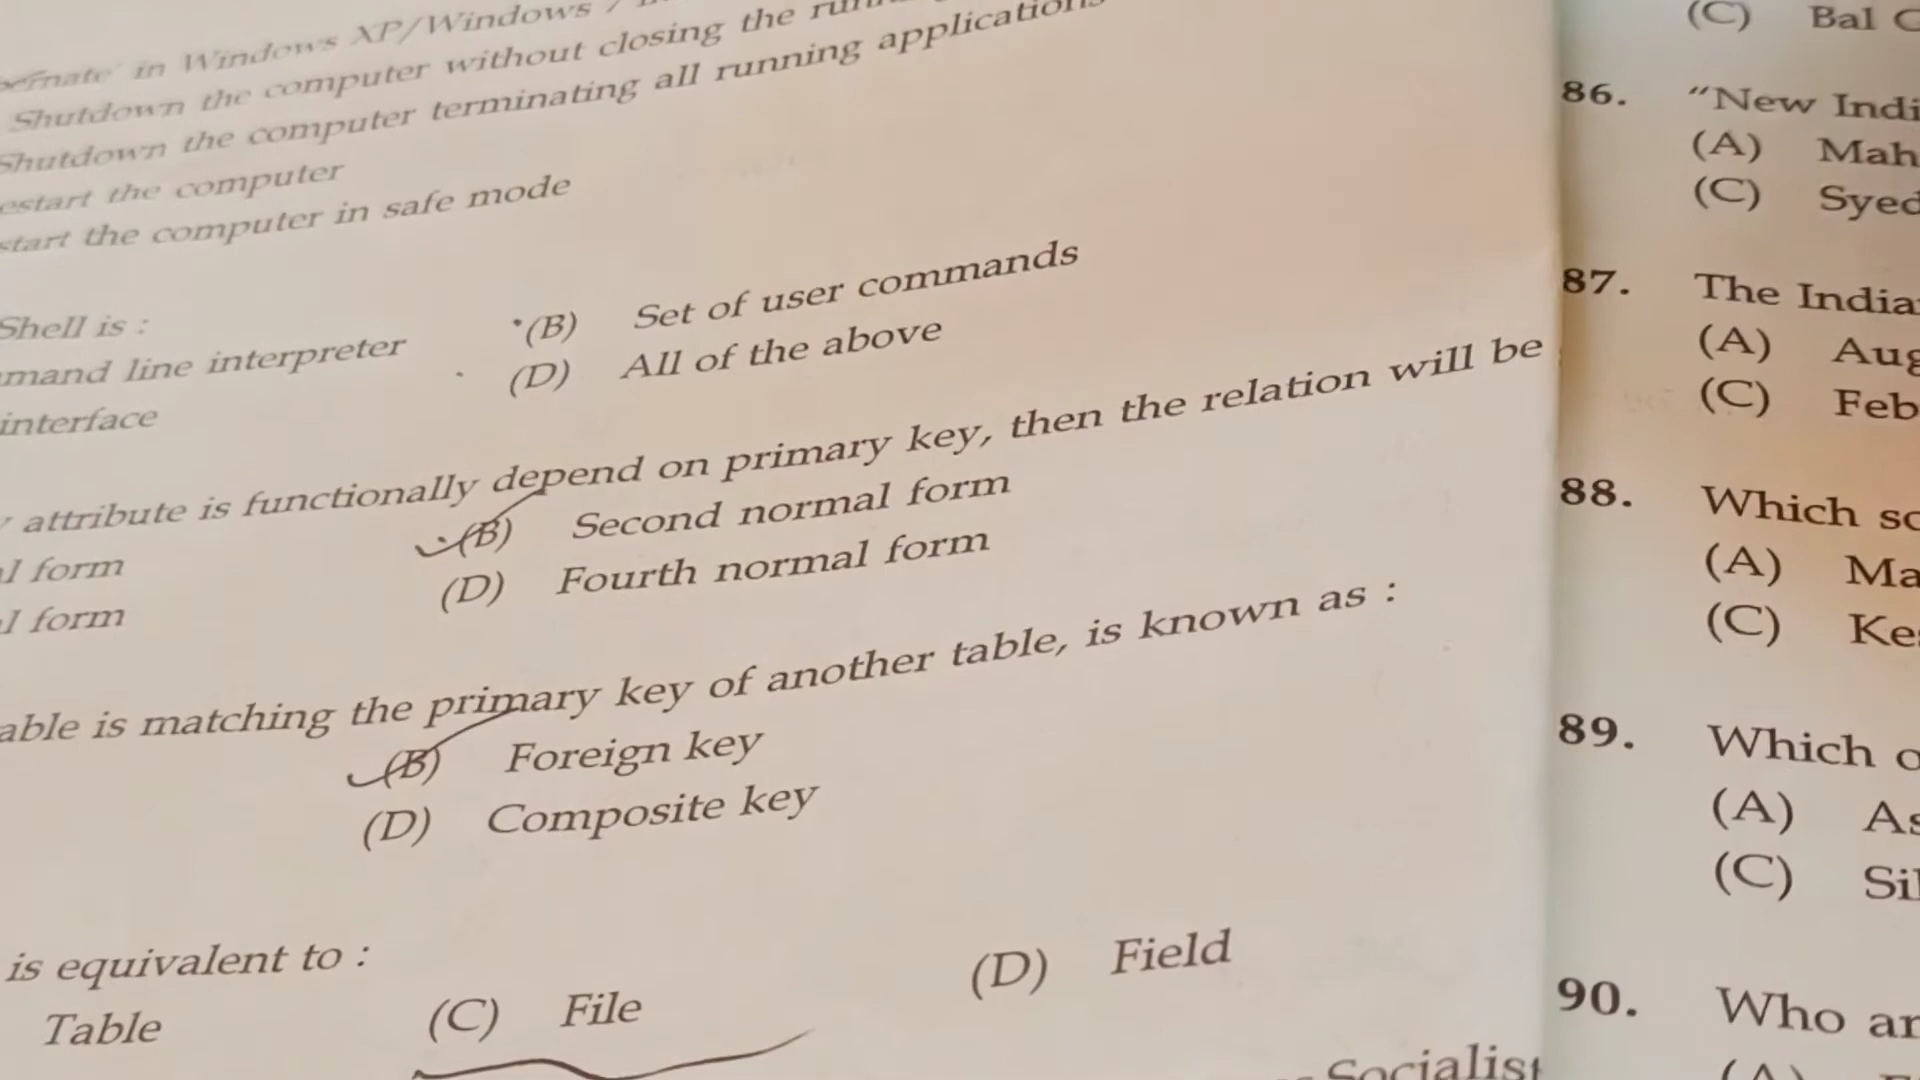 in Windows XP/Windows
Shutdown the computer without closing the
Shutdown the computer terminating all running applications
estart the computer
start the computer in safe mode
Shell is :
mand line interpreter
(B) Set of user commands
interface
(D) All of the above
attribute is functionally depend on primary key, then the relation will be
l form
(B) Second normal form
l form
(D) Fourth normal form
able is matching the primary key of another table, is known as :
(B) Foreign key
(D) Composite key
is equivalent to :
Table (C) File (D) Field
Socialist
(C) Bal
86. "New Indi
(A) Mah
(C) Syed
87. The India
(A) Aug
(C) Feb
88. Which so
(A) Ma
(C) Kes
89. Which o
(A) As
(C) Sil
90. Who ar